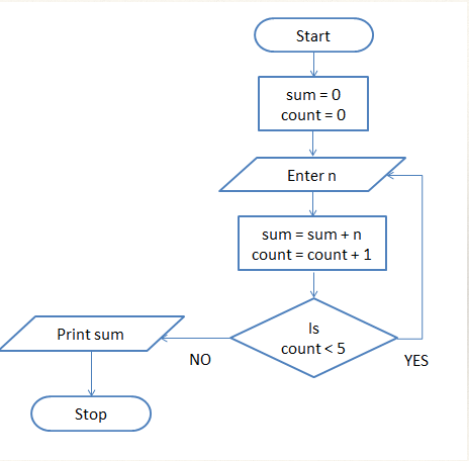 Start
sum = 0
count = 0
Enter n
sum = sum + n
count = count + 1
Is
count < 5
YES
NO
Print sum
Stop